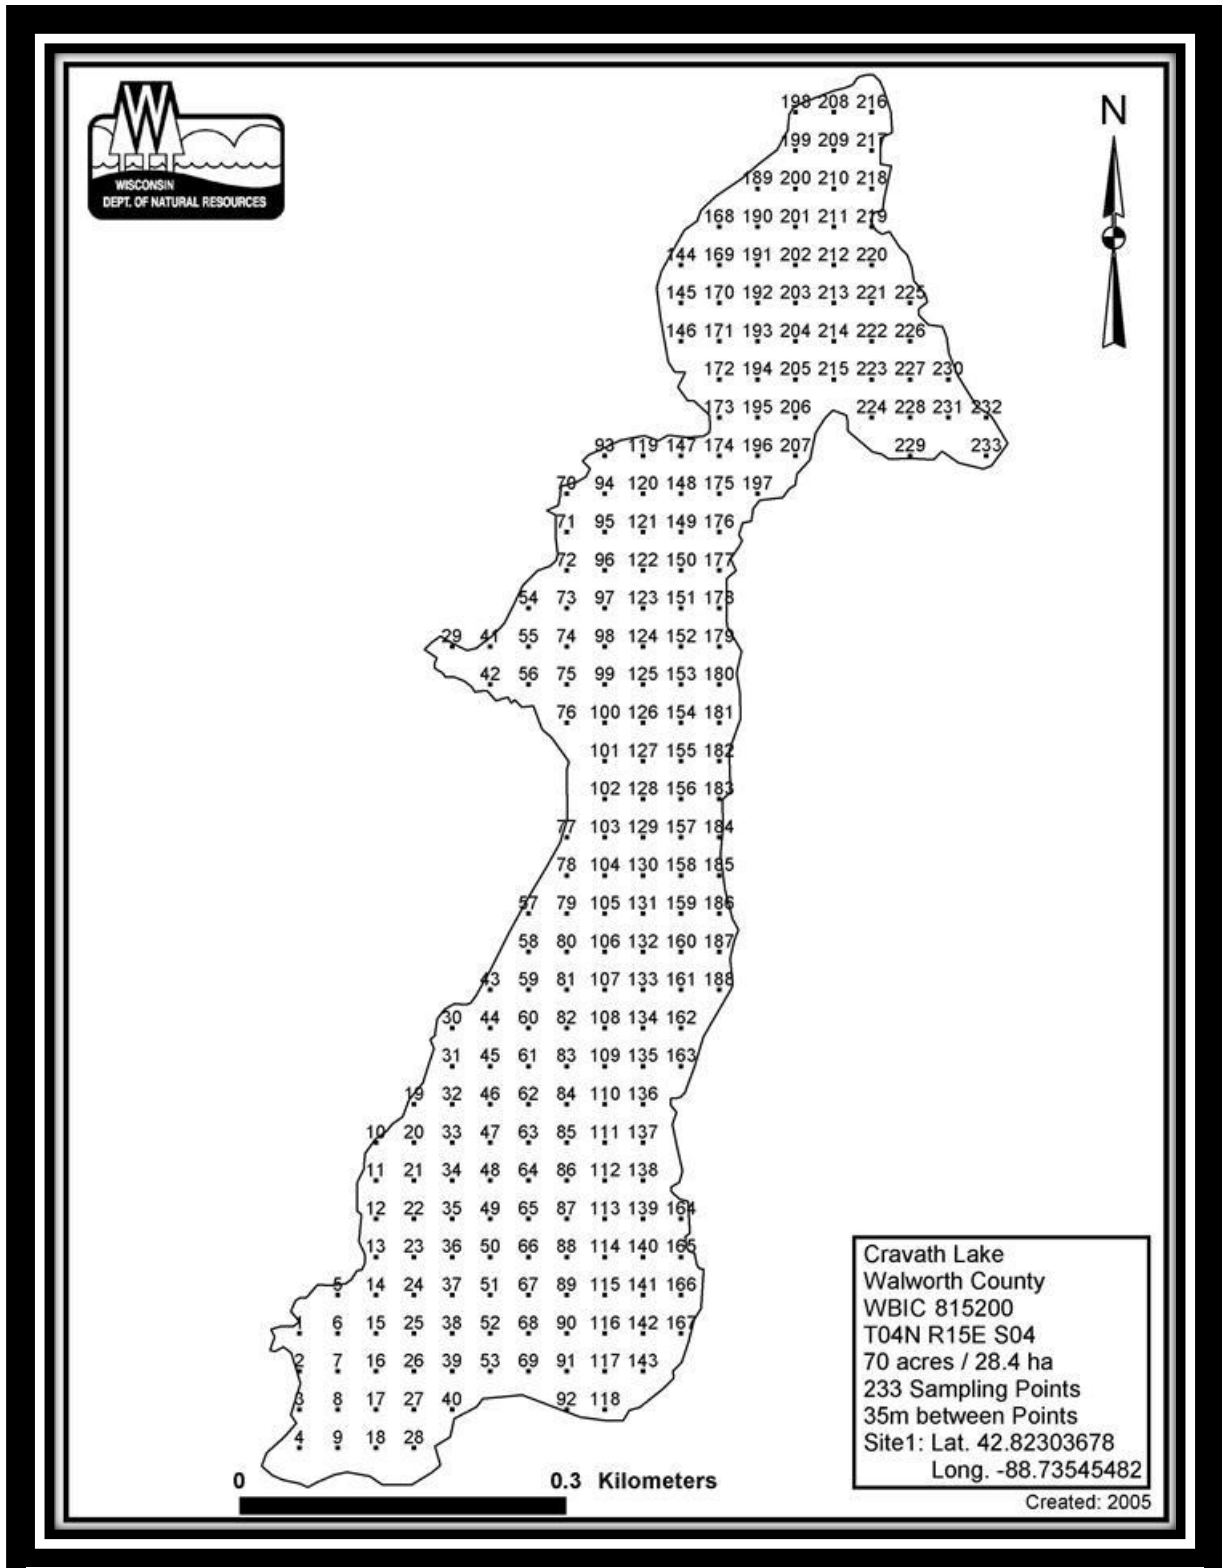 W
WISCONSIN
DEPT. OF NATURAL RESOURCES
N
198 208 216
199 209 217
189 200 210 218
168 190 201 211 219
144 169 191 202 212 220
145 170 192 203 213 221 225
146 171 193 204 214 222 226
172 194 205 215 223 227 230
173 195 206 224 228 231 232
93 119 147 174 196 207 229 233
70 94 120 148 175 197
71 95 121 149 176
72 96 122 150 177
54 73 97 123 151 178
29 41 55 74 98 124 152 179
42 56 75 99 125 153 180
76 100 126 154 181
101 127 155 182
102 128 156 183
77 103 129 157 184
78 104 130 158 185
57 79 105 131 159 186
58 80 106 132 160 187
43 59 81 107 133 161 188
30 44 60 82 108 134 162
31 45 61 83 109 135 163
19 32 46 62 84 110 136
10 20 33 47 63 85 111 137
11 21 34 48 64 86 112 138
12 22 35 49 65 87 113 139 164
13 23 36 50 66 88 114 140 165
5 14 24 37 51 67 89 115 141 166
1 6 15 25 38 52 68 90 116 142 167
2 7 16 26 39 53 69 91 117 143
3 8 17 27 40 92 118
4 9 18 28
0 0.3 Kilometers
Cravath Lake
Walworth County
WBIC 815200
T04N R15E S04
70 acres / 28.4 ha
233 Sampling Points
35m between Points
Site1: Lat. 42.82303678
Long. -88.73545482
Created: 2005